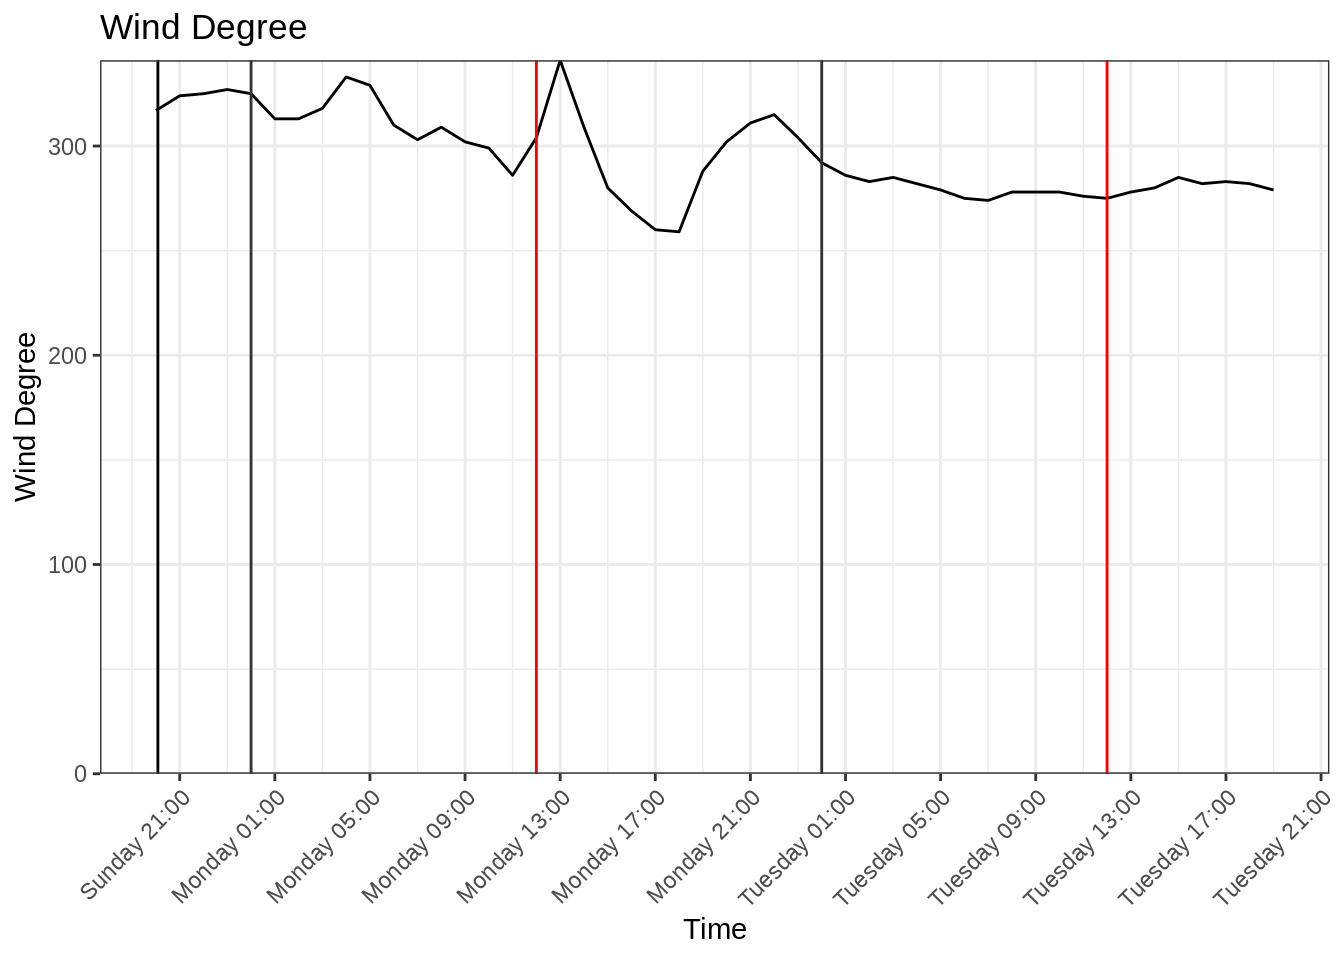 Wind Degree
Wind Degree
300
200
100
0
Sunday 21:00
Monday 01:00
Monday 05:00
Monday 09:00
Monday 13:00
Monday 17:00
Monday 21:00
Tuesday 01:00
Tuesday 05:00
Tuesday 09:00
Tuesday 13:00
Tuesday 17:00
Tuesday 21:00
Time